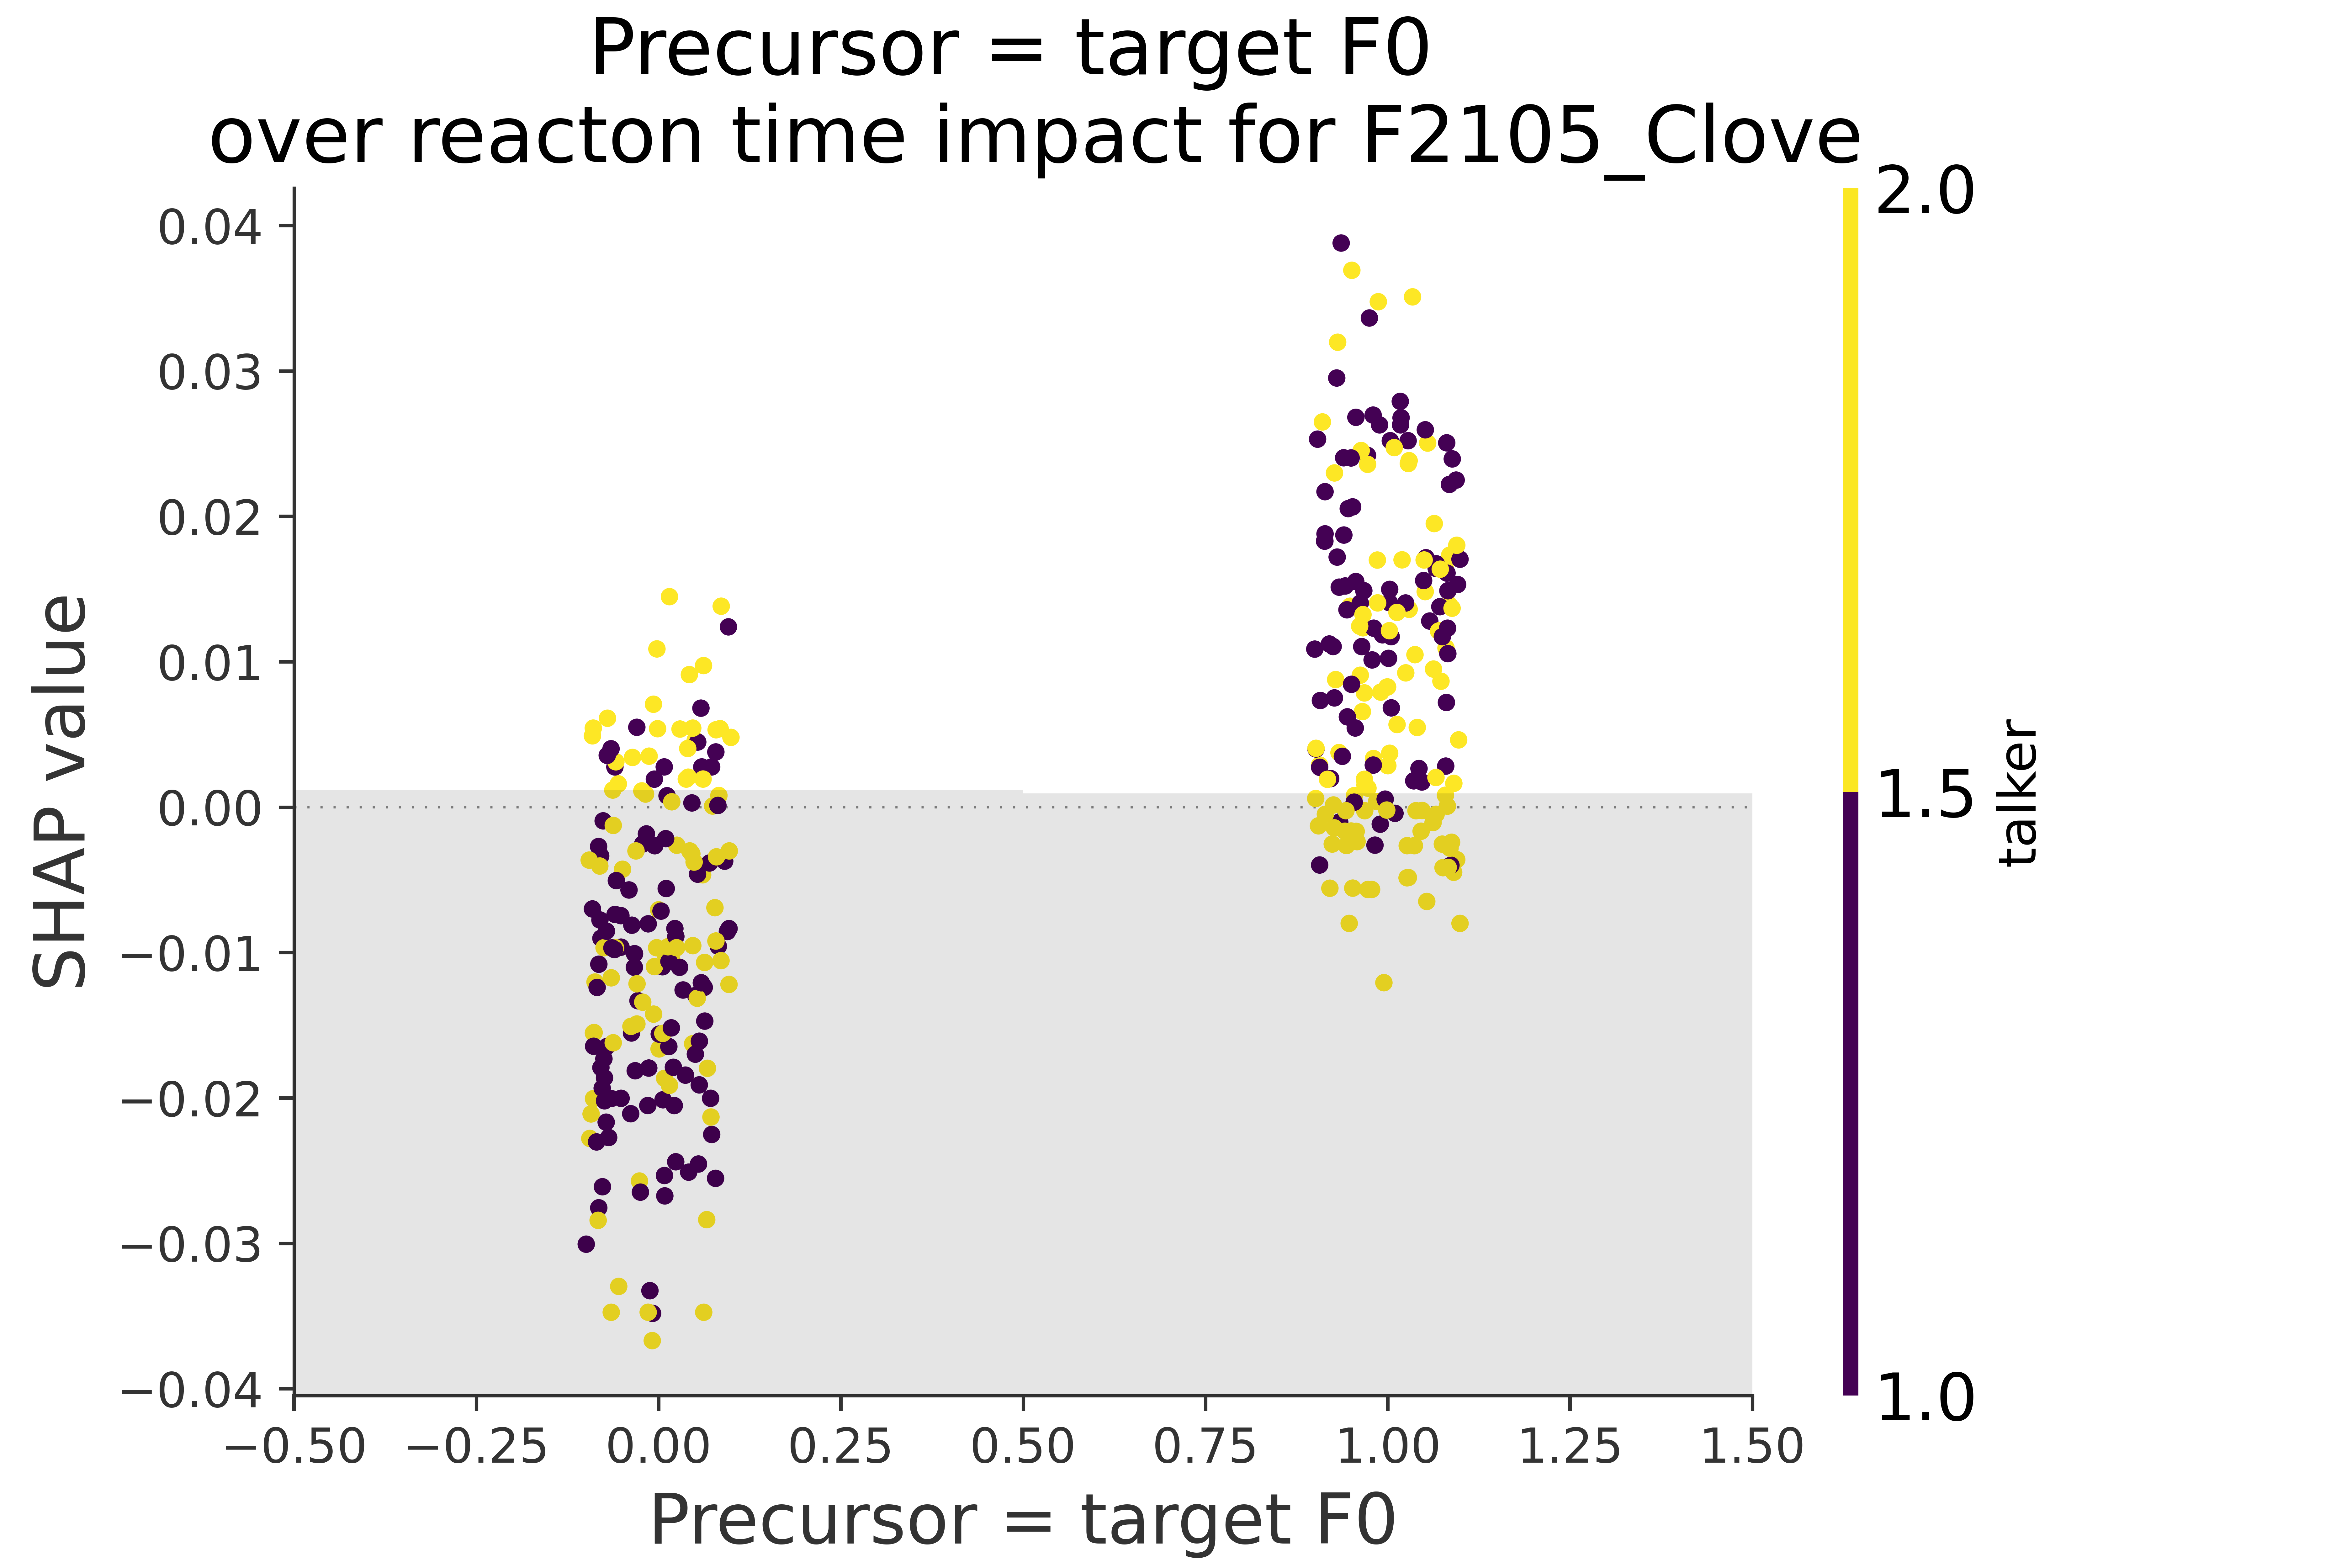 Precursor = target F0
over reacton time impact for F2105_Clove
2.0
0.04
0.03
0.02
0.01
0.00
−0.01
−0.02
−0.03
−0.04
SHAP value
1.5
talker
1.0
−0.50 −0.25 0.00 0.25 0.50 0.75 1.00 1.25 1.50
Precursor = target F0